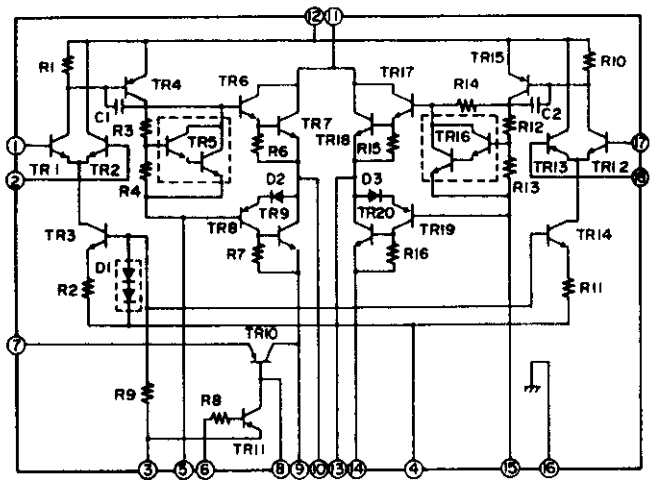 12 11
R1 TR4 TR6 TR17 TR15 R10
R14
C1 C2
R3 TR5 TR7 TR18 TR16 R12
1 R6 R15 17
TR1 TR2 TR13 TR12
2 R4 D2 D3 R13 18
TR3 TR8 TR9 TR20 TR19 TR14
D1 R7 R16
R2 R11
7 TR10
R9 R8
TR11
3 5 6 8 9 10 13 14 4 15 16